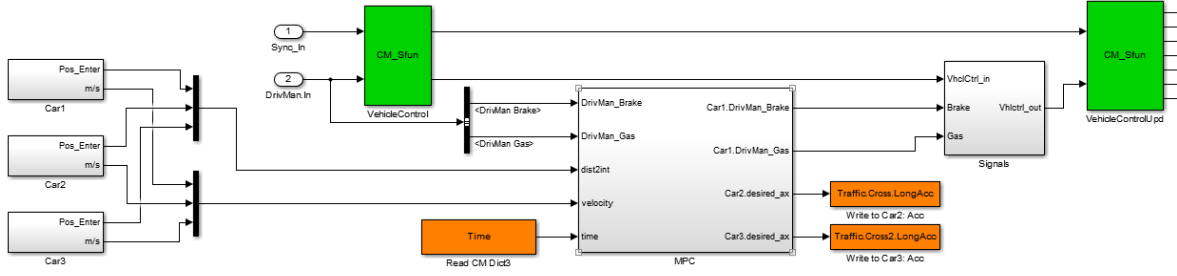 1
Sync_In
2
DrivMan.In
CM_Sfun
VehicleControl
CM_Sfun
VehicleControlUpd
Pos_Enter
m/s
Car1
Pos_Enter
m/s
Car2
Pos_Enter
m/s
Car3
<DrivMan Brake>
<DrivMan Gas>
DrivMan_Brake
DrivMan_Gas
dist2int
velocity
time
Car1.DrivMan_Brake
Car1.DrivMan_Gas
Car2.desired_ax
Car3.desired_ax
MPC
VhclCtrl_in
Brake
Gas
Vhlctrl_out
Signals
Time
Read CM Dict3
Traffic.Cross.LongAcc
Write to Car2: Acc
Traffic.Cross2.LongAcc
Write to Car3: Acc